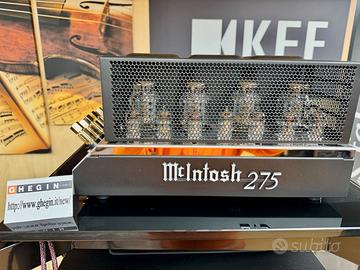 KEF
McIntosh 275
GHEGIN
http://www.ghegin.it/new/
subito